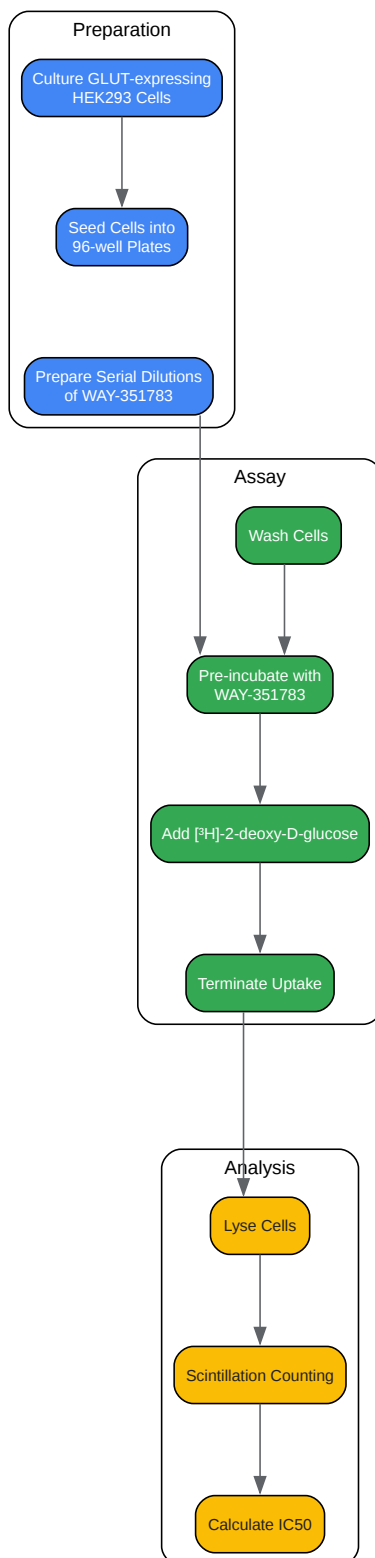 Preparation
Culture GLUT-expressing
HEK293 Cells
Seed Cells into
96-well Plates
Prepare Serial Dilutions
of WAY-351783
Assay
Wash Cells
Pre-incubate with
WAY-351783
Add [³H]-2-deoxy-D-glucose
Terminate Uptake
Analysis
Lyse Cells
Scintillation Counting
Calculate IC50